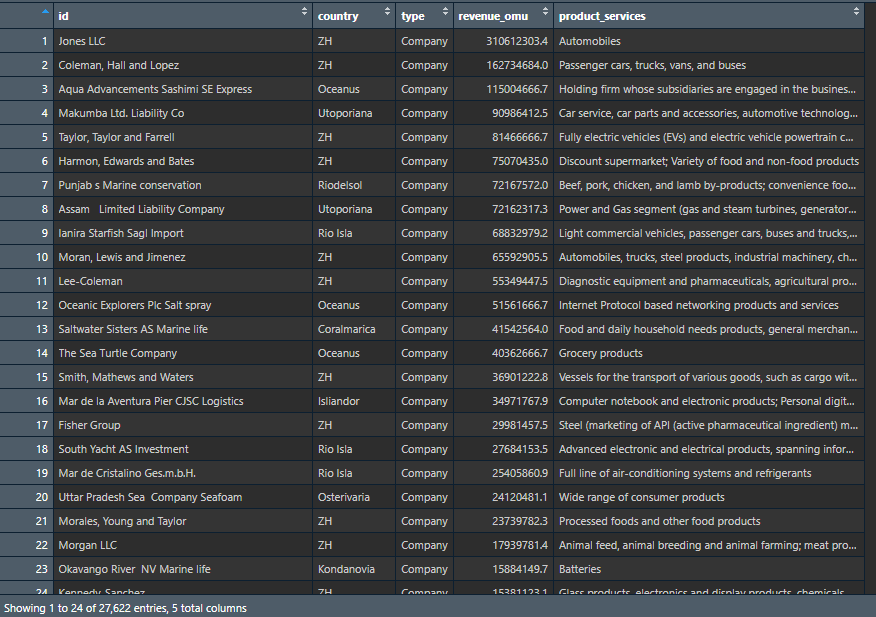 id country type revenue_omu product_services
1 Jones LLC ZH Company 310612303.4 Automobiles
2 Coleman, Hall and Lopez ZH Company 162734684.0 Passenger cars, trucks, vans, and buses
3 Aqua Advancements Sashimi SE Express Oceanus Company 115004666.7 Holding firm whose subsidiaries are engaged in the busines...
4 Makumba Ltd. Liability Co Utoporiana Company 90986412.5 Car service, car parts and accessories, automotive technolog...
5 Taylor, Taylor and Farrell ZH Company 81466666.7 Fully electric vehicles (EVs) and electric vehicle powertrain c...
6 Harmon, Edwards and Bates ZH Company 75070435.0 Discount supermarket; Variety of food and non-food products
7 Punjab s Marine conservation Riodelsol Company 72167572.0 Beef, pork, chicken, and lamb by-products; convenience foo...
8 Assam   Limited Liability Company Utoporiana Company 72162317.3 Power and Gas segment (gas and steam turbines, generator...
9 Ianira Starfish Sagl Import Rio Isla Company 68832979.2 Light commercial vehicles, passenger cars, buses and trucks,...
10 Moran, Lewis and Jimenez ZH Company 65592905.5 Automobiles, trucks, steel products, industrial machinery, ch...
11 Lee-Coleman ZH Company 55349447.5 Diagnostic equipment and pharmaceuticals, agricultural pro...
12 Oceanic Explorers Plc Salt spray Oceanus Company 51561666.7 Internet Protocol based networking products and services
13 Saltwater Sisters AS Marine life Coralmarica Company 41542564.0 Food and daily household needs products, general merchan...
14 The Sea Turtle Company Oceanus Company 40362666.7 Grocery products
15 Smith, Mathews and Waters ZH Company 36901222.8 Vessels for the transport of various goods, such as cargo wit...
16 Mar de la Aventura Pier CJSC Logistics Isliandor Company 34971767.9 Computer notebook and electronic products; Personal digit...
17 Fisher Group ZH Company 29981457.5 Steel (marketing of API (active pharmaceutical ingredient) m...
18 South Yacht AS Investment Rio Isla Company 27684153.5 Advanced electronic and electrical products, spanning infor...
19 Mar de Cristalino Ges.m.b.H. Rio Isla Company 25405860.9 Full line of air-conditioning systems and refrigerants
20 Uttar Pradesh Sea  Company Seafoam Osterivaria Company 24120481.1 Wide range of consumer products
21 Morales, Young and Taylor ZH Company 23739782.3 Processed foods and other food products
22 Morgan LLC ZH Company 17939781.4 Animal feed, animal breeding and animal farming; meat pro...
23 Okavango River  NV Marine life Kondanovia Company 15884149.7 Batteries
24 Kennedy, Sanchez ZH Company 15381123.1 Glass products, electronics and display products, chemicals,
Showing 1 to 24 of 27,622 entries, 5 total columns